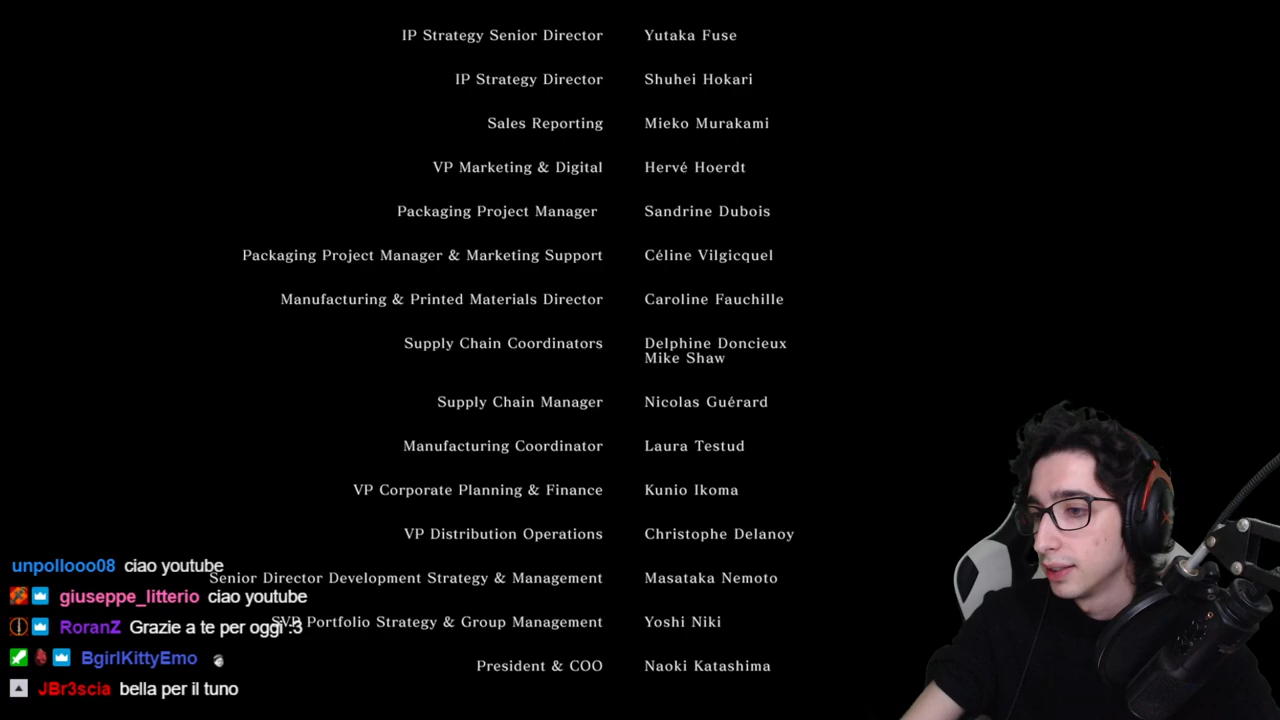 IP Strategy Senior Director Yutaka Fuse
IP Strategy Director Shuhei Hokari
Sales Reporting Mieko Murakami
VP Marketing & Digital Hervé Hoerdt
Packaging Project Manager Sandrine Dubois
Packaging Project Manager & Marketing Support Céline Vilgicquel
Manufacturing & Printed Materials Director Caroline Fauchille
Supply Chain Coordinators Delphine Doncieux
Mike Shaw
Supply Chain Manager Nicolas Guérard
Manufacturing Coordinator Laura Testud
VP Corporate Planning & Finance Kunio Ikoma
VP Distribution Operations Christophe Delanoy
Senior Director Development Strategy & Management Masataka Nemoto
SVP Portfolio Strategy & Group Management Yoshi Niki
President & COO Naoki Katashima
unpollooo08 ciao youtube
giuseppe_litterio ciao youtube
RoranZ Grazie a te per oggi :3
BgirlKittyEmo
JBr3scia bella per il tuno